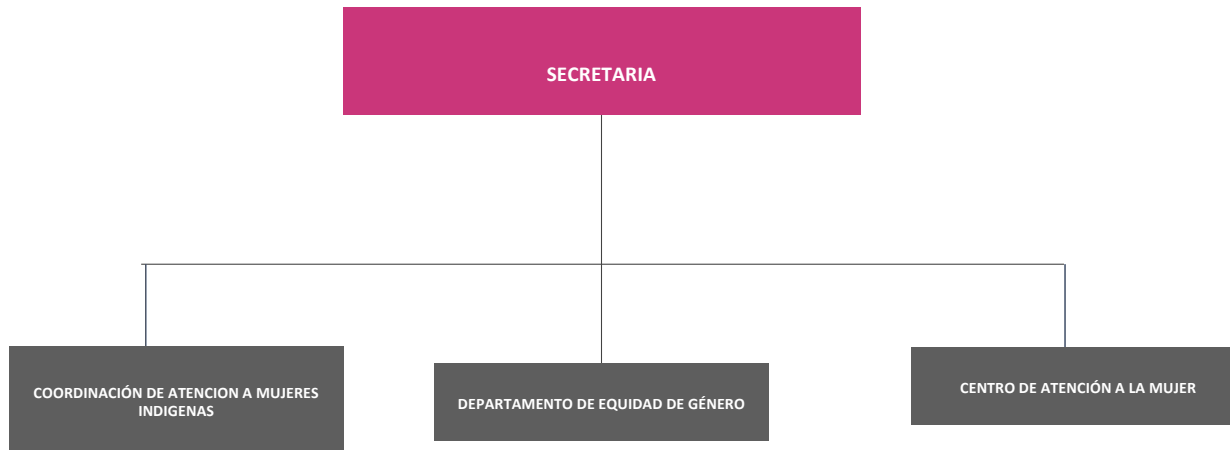 SECRETARIA
COORDINACIÓN DE ATENCION A MUJERES
INDIGENAS
DEPARTAMENTO DE EQUIDAD DE GÉNERO
CENTRO DE ATENCIÓN A LA MUJER